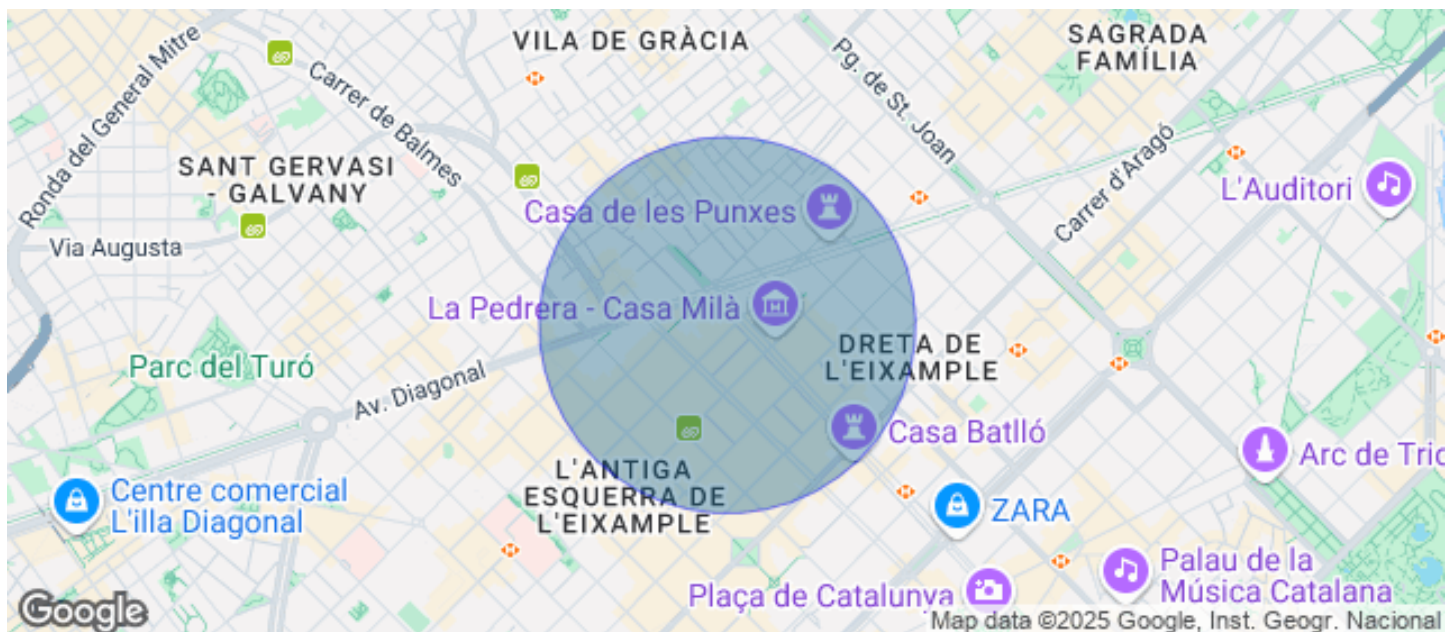 VILA DE GRÀCIA
SAGRADA
FAMÍLIA
Ronda del General Mitre
Carrer de Balmes
Pg. de St. Joan
Carrer d'Aragó
SANT GERVASI
- GALVANY
L'Auditori
Casa de les Punxes
Via Augusta
La Pedrera - Casa Milà
DRETA DE
L'EIXAMPLE
Parc del Turó
Av. Diagonal
Casa Batlló
Arc de Trio
L'ANTIGA
ESQUERRA DE
L'EIXAMPLE
Centre comercial
L'illa Diagonal
ZARA
Palau de la
Música Catalana
Plaça de Catalunya
Google
Map data ©2025 Google, Inst. Geogr. Nacional